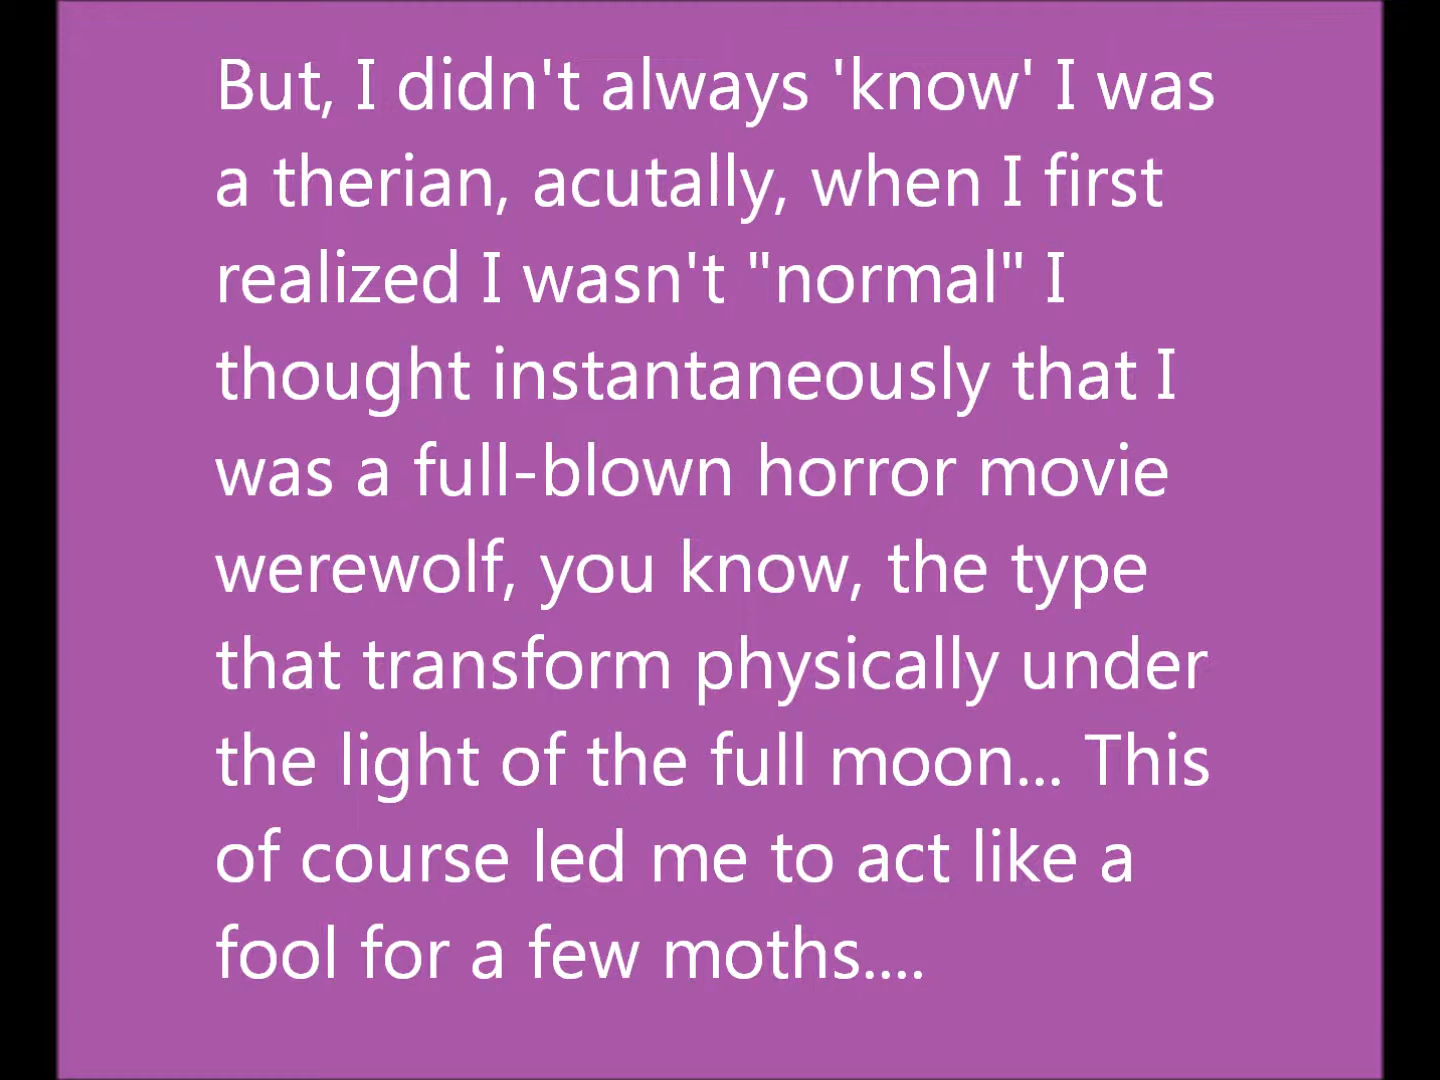 But, I didn't always 'know' I was
a therian, acutally, when I first
realized I wasn't "normal" I
thought instantaneously that I
was a full-blown horror movie
werewolf, you know, the type
that transform physically under
the light of the full moon... This
of course led me to act like a
fool for a few moths....